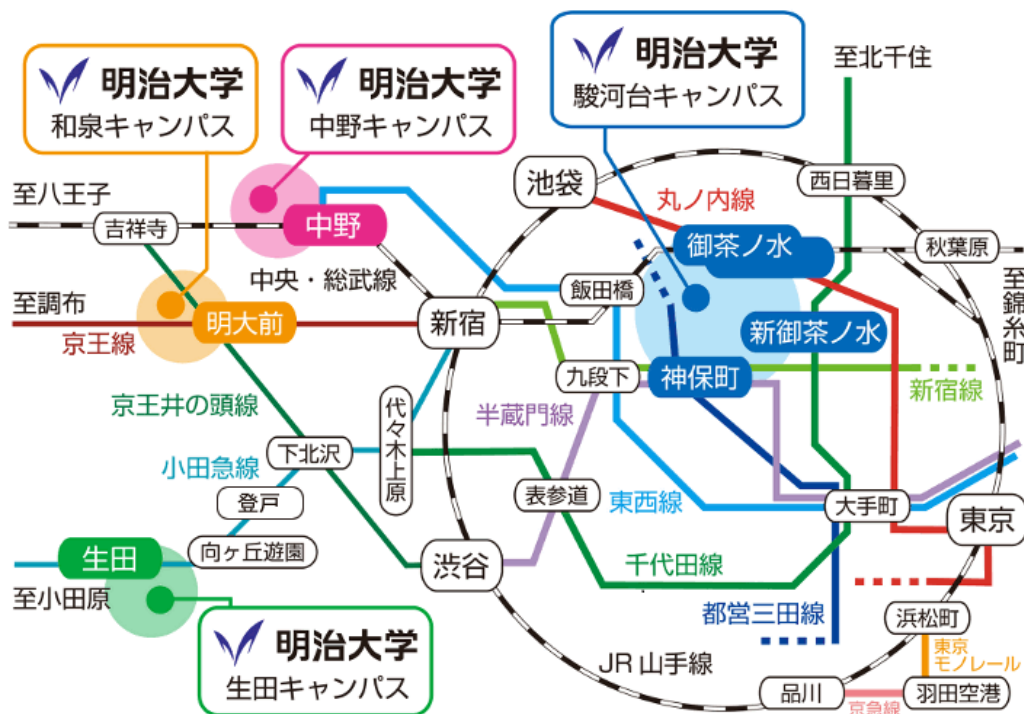 明治大学
和泉キャンパス
明治大学
中野キャンパス
明治大学
駿河台キャンパス
至北千住
池袋
西日暮里
至八王子
吉祥寺
中野
丸ノ内線
御茶ノ水
秋葉原
中央・総武線
飯田橋
至錦糸町
至調布
明大前
新宿
新御茶ノ水
京王線
九段下
神保町
新宿線
京王井の頭線
代々木上原
半蔵門線
下北沢
小田急線
登戸
表参道
東西線
大手町
東京
生田
向ヶ丘遊園
渋谷
千代田線
至小田原
都営三田線
浜松町
明治大学
生田キャンパス
JR山手線
東京
モノレール
品川
京急線
羽田空港